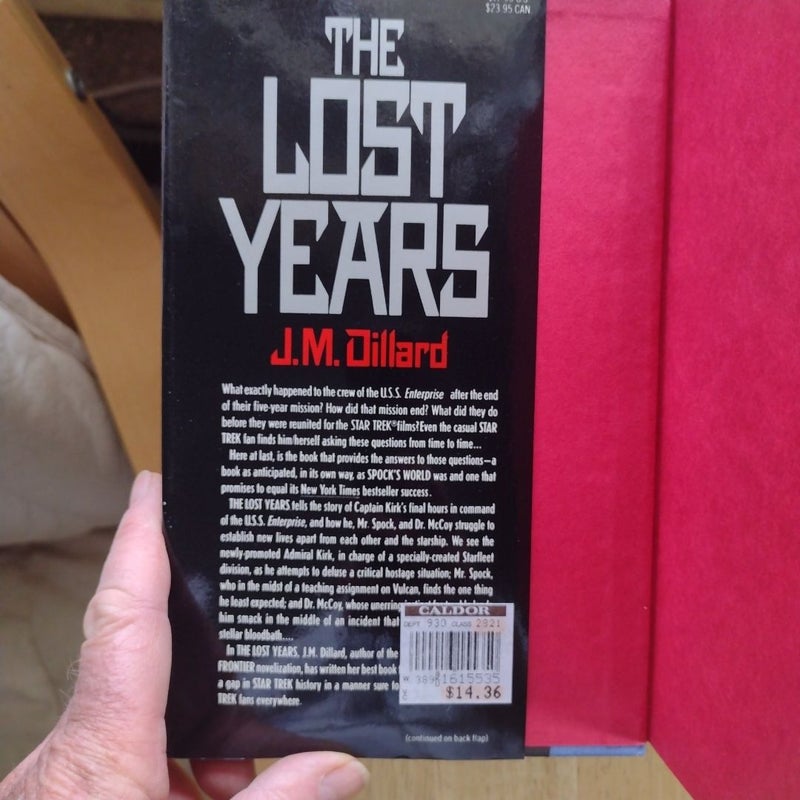 $23.95 CAN
THE
LOST
YEARS
J.M. Dillard
What exactly happened to the crew of the U.S.S. Enterprise after the end
of their five-year mission? How did that mission end? What did they do
before they were reunited for the STAR TREK® films? Even the casual STAR
TREK fan finds him/herself asking these questions from time to time...
Here at last, is the book that provides the answers to those questions—a
book as anticipated, in its own way, as SPOCK'S WORLD was and one that
promises to equal its New York Times bestseller success.
THE LOST YEARS tells the story of Captain Kirk's final hours in command
of the U.S.S. Enterprise, and how he, Mr. Spock, and Dr. McCoy struggle to
establish new lives apart from each other and the starship. We see the
newly-promoted Admiral Kirk, in charge of a specially-created Starfleet
division, as he attempts to defuse a critical hostage situation; Mr. Spock,
who in the midst of a teaching assignment on Vulcan, finds the one thing
he least expected; and Dr. McCoy, whose unerring
him smack in the middle of an incident that
stellar bloodbath....
In THE LOST YEARS, J.M. Dillard, author of the
FRONTIER novelization, has written her best book
a gap in STAR TREK history in a manner sure to
TREK fans everywhere.
CALDOR
DEPT 930 CLASS 2821
1615535
$14.36
(continued on back flap)